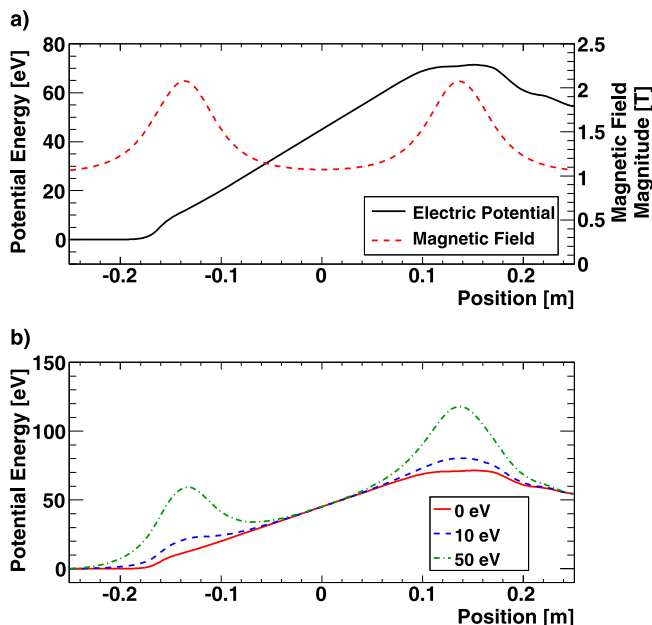 a)
Potential Energy [eV]
80
60
40
20
0
2.5
2
1.5
1
0.5
0
Magnetic Field
Magnitude [T]
Electric Potential
Magnetic Field
-0.2 -0.1 0 0.1 0.2
Position [m]
b)
Potential Energy [eV]
150
100
50
0
0 eV
10 eV
50 eV
-0.2 -0.1 0 0.1 0.2
Position [m]